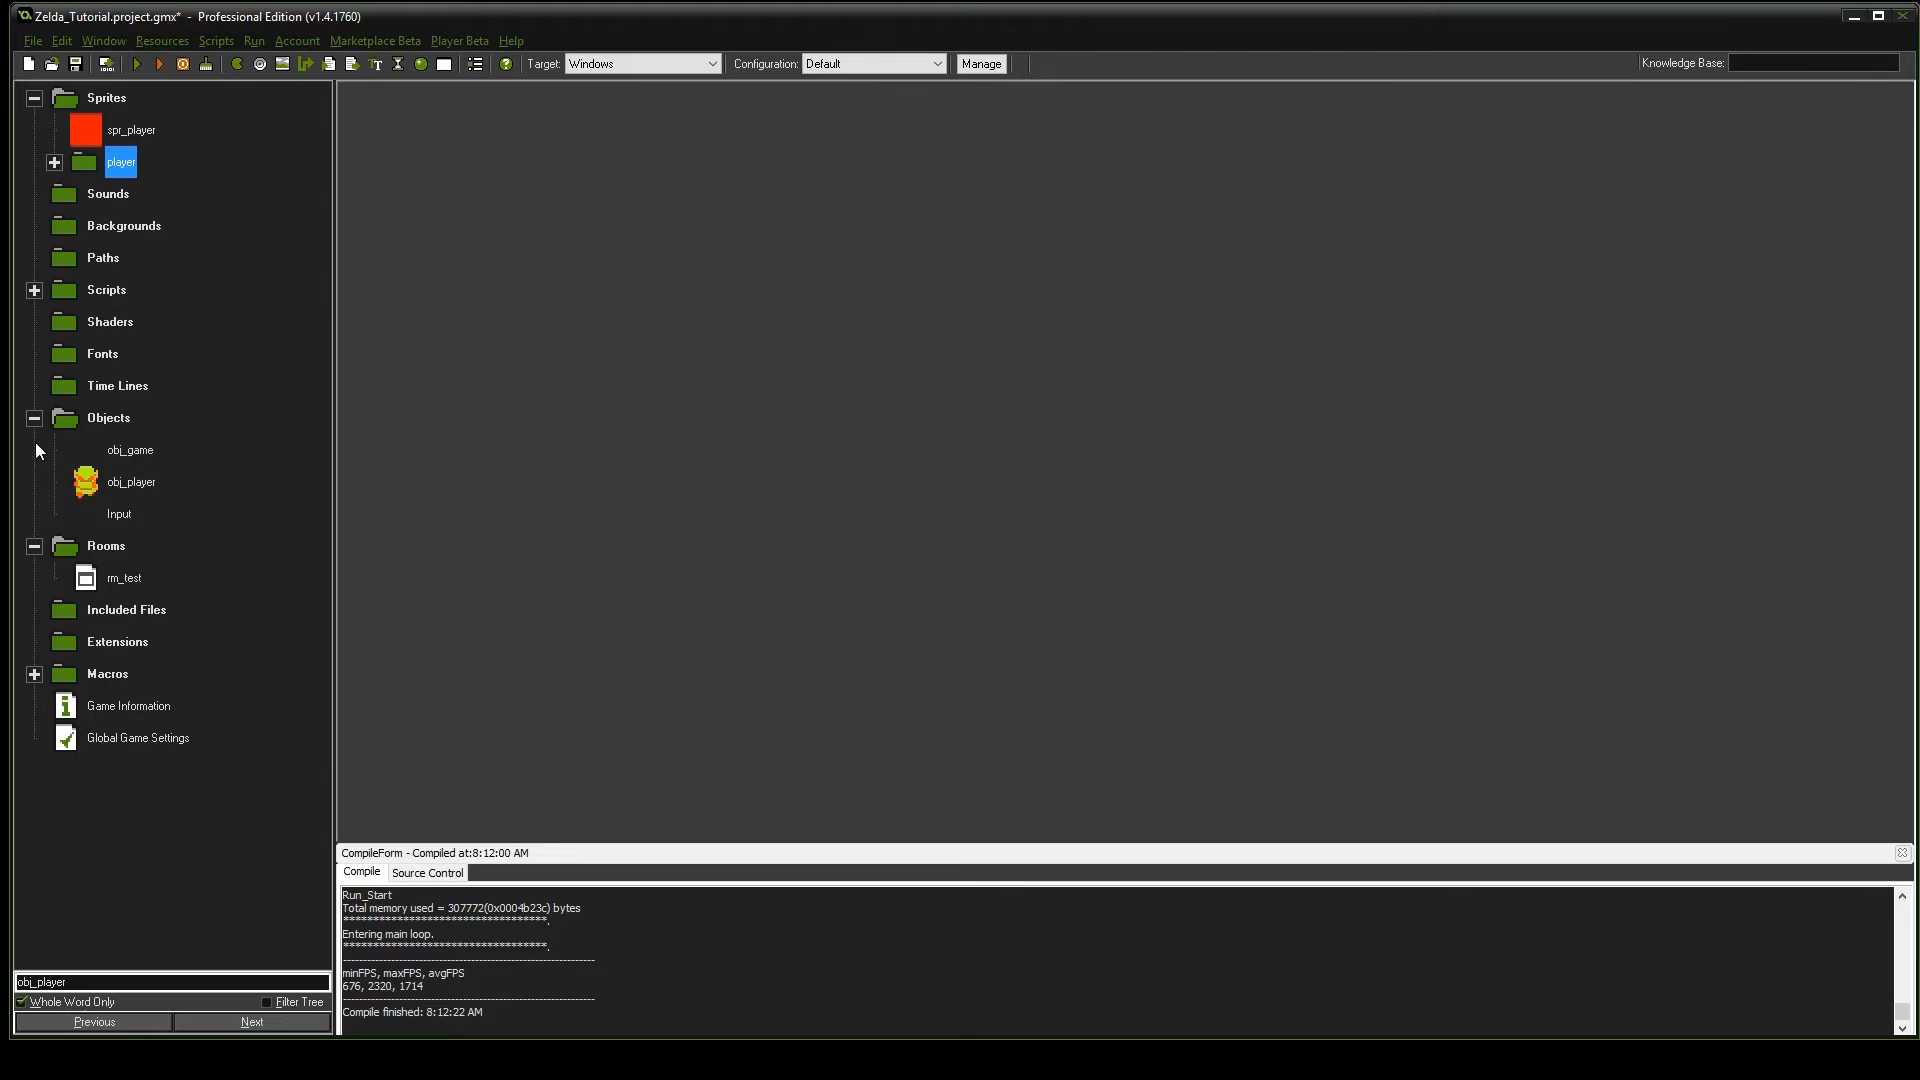 Zelda_Tutorial.project.gmx* - Professional Edition (v1.4.1760)
File Edit Window Resources Scripts Run Account Marketplace Beta Player Beta Help
Target: Windows Configuration: Default Manage Knowledge Base:
Sprites
spr_player
player
Sounds
Backgrounds
Paths
Scripts
Shaders
Fonts
Time Lines
Objects
obj_game
obj_player
Input
Rooms
rm_test
Included Files
Extensions
Macros
Game Information
Global Game Settings
obj_player
Whole Word Only Filter Tree
Previous Next
CompileForm - Compiled at:8:12:00 AM
Compile Source Control
Run_Start
Total memory used = 307772(0x0004b23c) bytes
***********************************.
Entering main loop.
***********************************.
---------------------------------------------------------------
minFPS, maxFPS, avgFPS
676, 2320, 1714
---------------------------------------------------------------
Compile finished: 8:12:22 AM